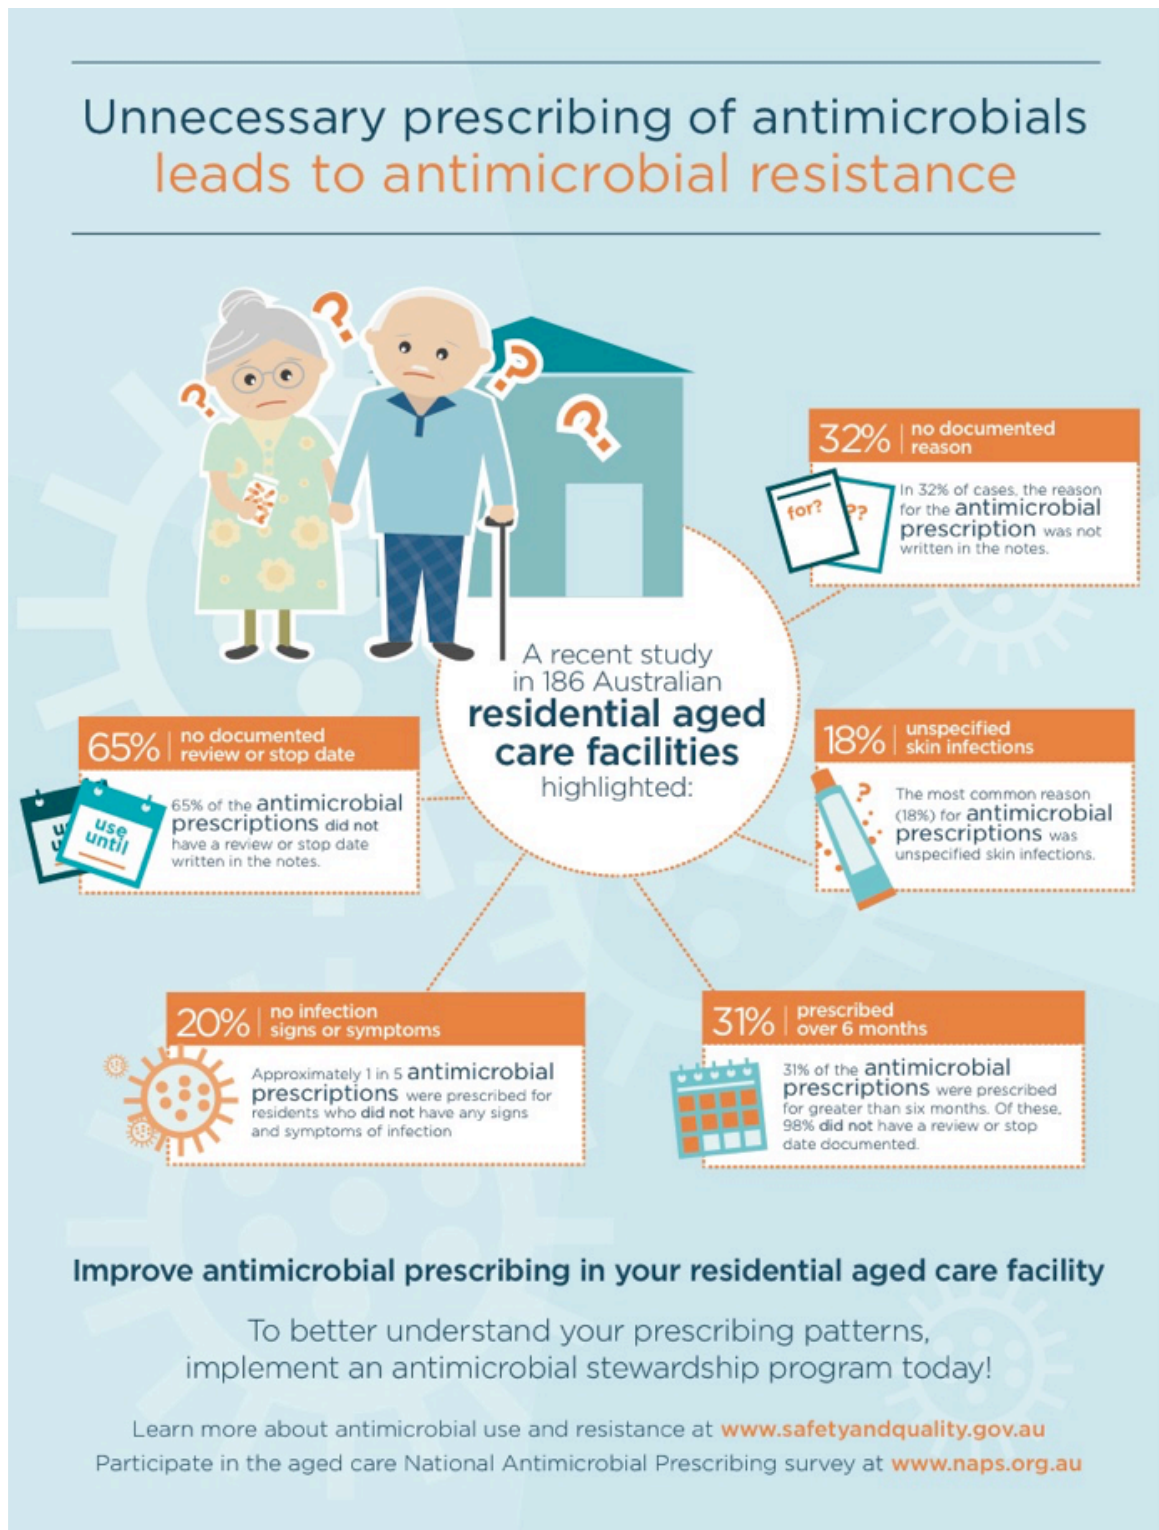 Unnecessary prescribing of antimicrobials
leads to antimicrobial resistance
32% no documented
reason
for?
??
In 32% of cases, the reason
for the antimicrobial
prescription was not
written in the notes.
A recent study
in 186 Australian
residential aged
care facilities
highlighted:
65% no documented
review or stop date
use
until
65% of the antimicrobial
prescriptions did not
have a review or stop date
written in the notes.
18% unspecified
skin infections
The most common reason
(18%) for antimicrobial
prescriptions was
unspecified skin infections.
20% no infection
signs or symptoms
Approximately 1 in 5 antimicrobial
prescriptions were prescribed for
residents who did not have any signs
and symptoms of infection
31% prescribed
over 6 months
31% of the antimicrobial
prescriptions were prescribed
for greater than six months. Of these,
98% did not have a review or stop
date documented.
Improve antimicrobial prescribing in your residential aged care facility
To better understand your prescribing patterns,
implement an antimicrobial stewardship program today!
Learn more about antimicrobial use and resistance at www.safetyandquality.gov.au
Participate in the aged care National Antimicrobial Prescribing survey at www.naps.org.au